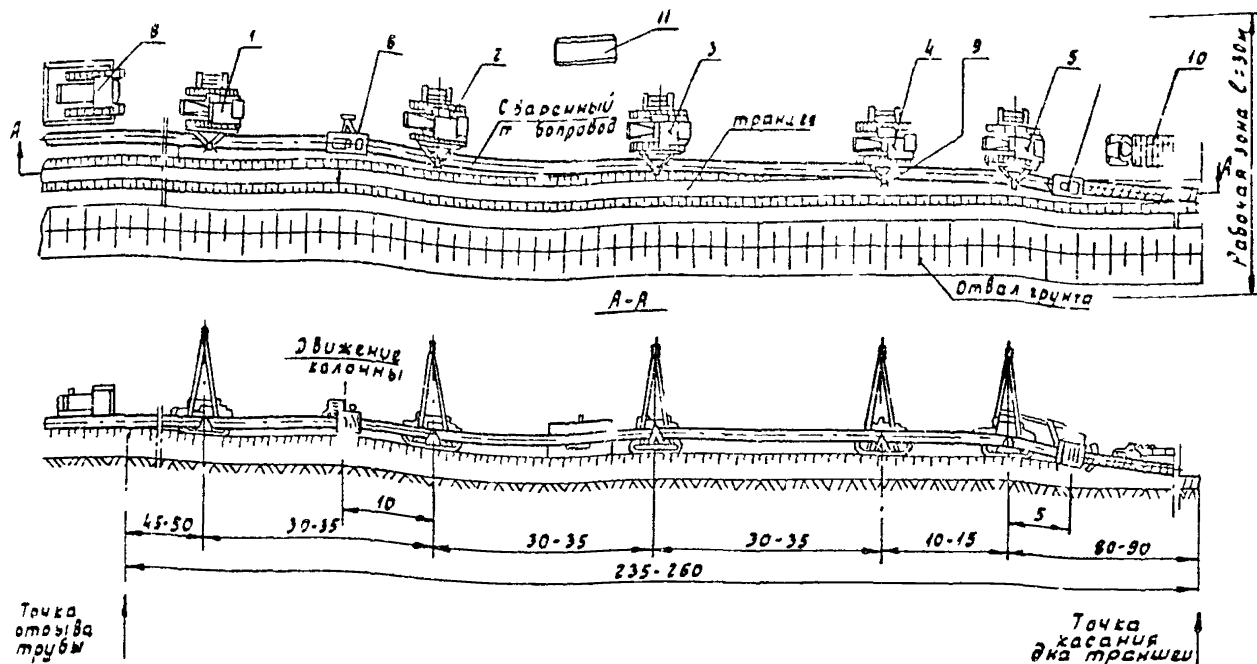 8
1
6
2
11
3
4
9
5
10
Сваренный
т бопровод
траншея
A
A
Рабочая зона ℓ=30м
Отвал грунта
А-А
Движение
колонны
45-50
30-35
10
30-35
30-35
10-15
5
80-90
235-260
Точка
отрыва
трубы
Точка
касания
дна траншеи